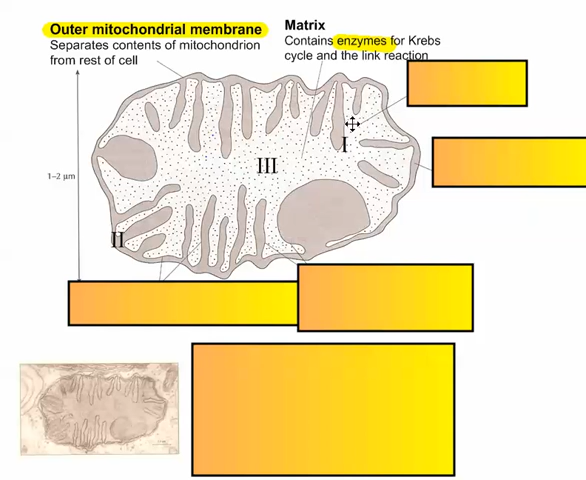 Outer mitochondrial membrane
Separates contents of mitochondrion
from rest of cell
Matrix
Contains enzymes for Krebs
cycle and the link reaction
I
III
1–2 μm
II